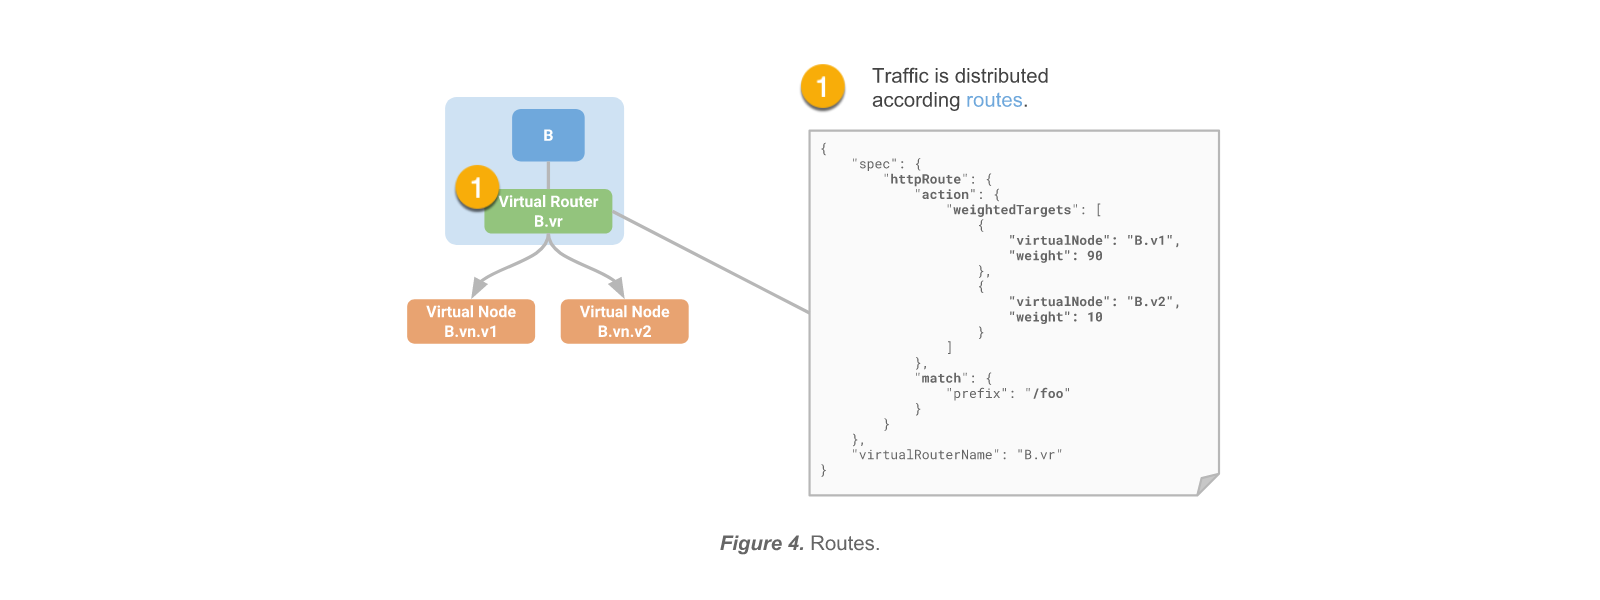 1
Traffic is distributed
according routes.
B
1
Virtual Router
B.vr
Virtual Node
B.vn.v1
Virtual Node
B.vn.v2
{
"spec": {
"httpRoute": {
"action": {
"weightedTargets": [
{
"virtualNode": "B.v1",
"weight": 90
},
{
"virtualNode": "B.v2",
"weight": 10
}
]
},
"match": {
"prefix": "/foo"
}
}
},
"virtualRouterName": "B.vr"
}
Figure 4. Routes.